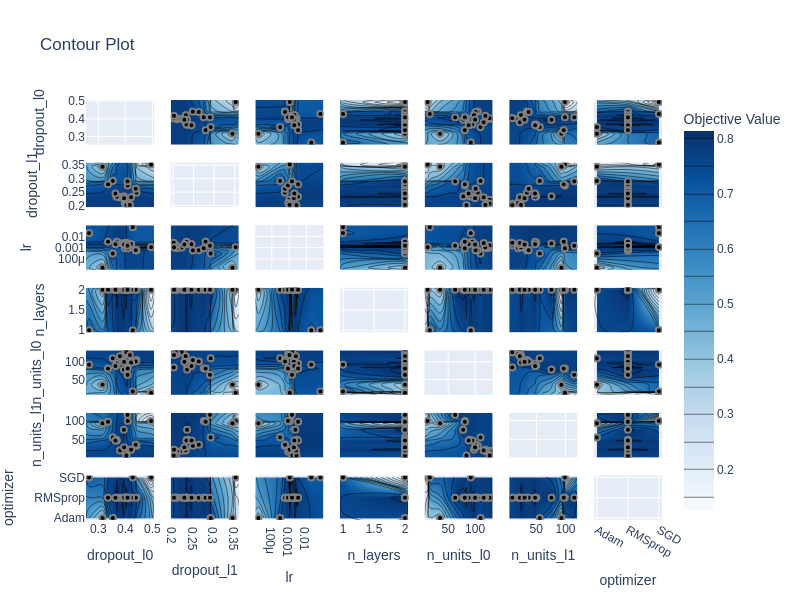 Contour Plot
Objective Value
0.8
0.7
0.6
0.5
0.4
0.3
0.2
dropout_l0
0.5
0.4
0.3
dropout_l1
0.35
0.3
0.25
0.2
lr
0.01
0.001
100μ
n_layers
2
1.5
1
n_units_l0
100
50
n_units_l1
100
50
optimizer
SGD
RMSprop
Adam
0.3 0.4 0.5
0.2 0.25 0.3 0.35
100μ 0.001 0.01
1 1.5 2
50 100
50 100
Adam RMSprop SGD
dropout_l0 dropout_l1 lr n_layers n_units_l0 n_units_l1 optimizer